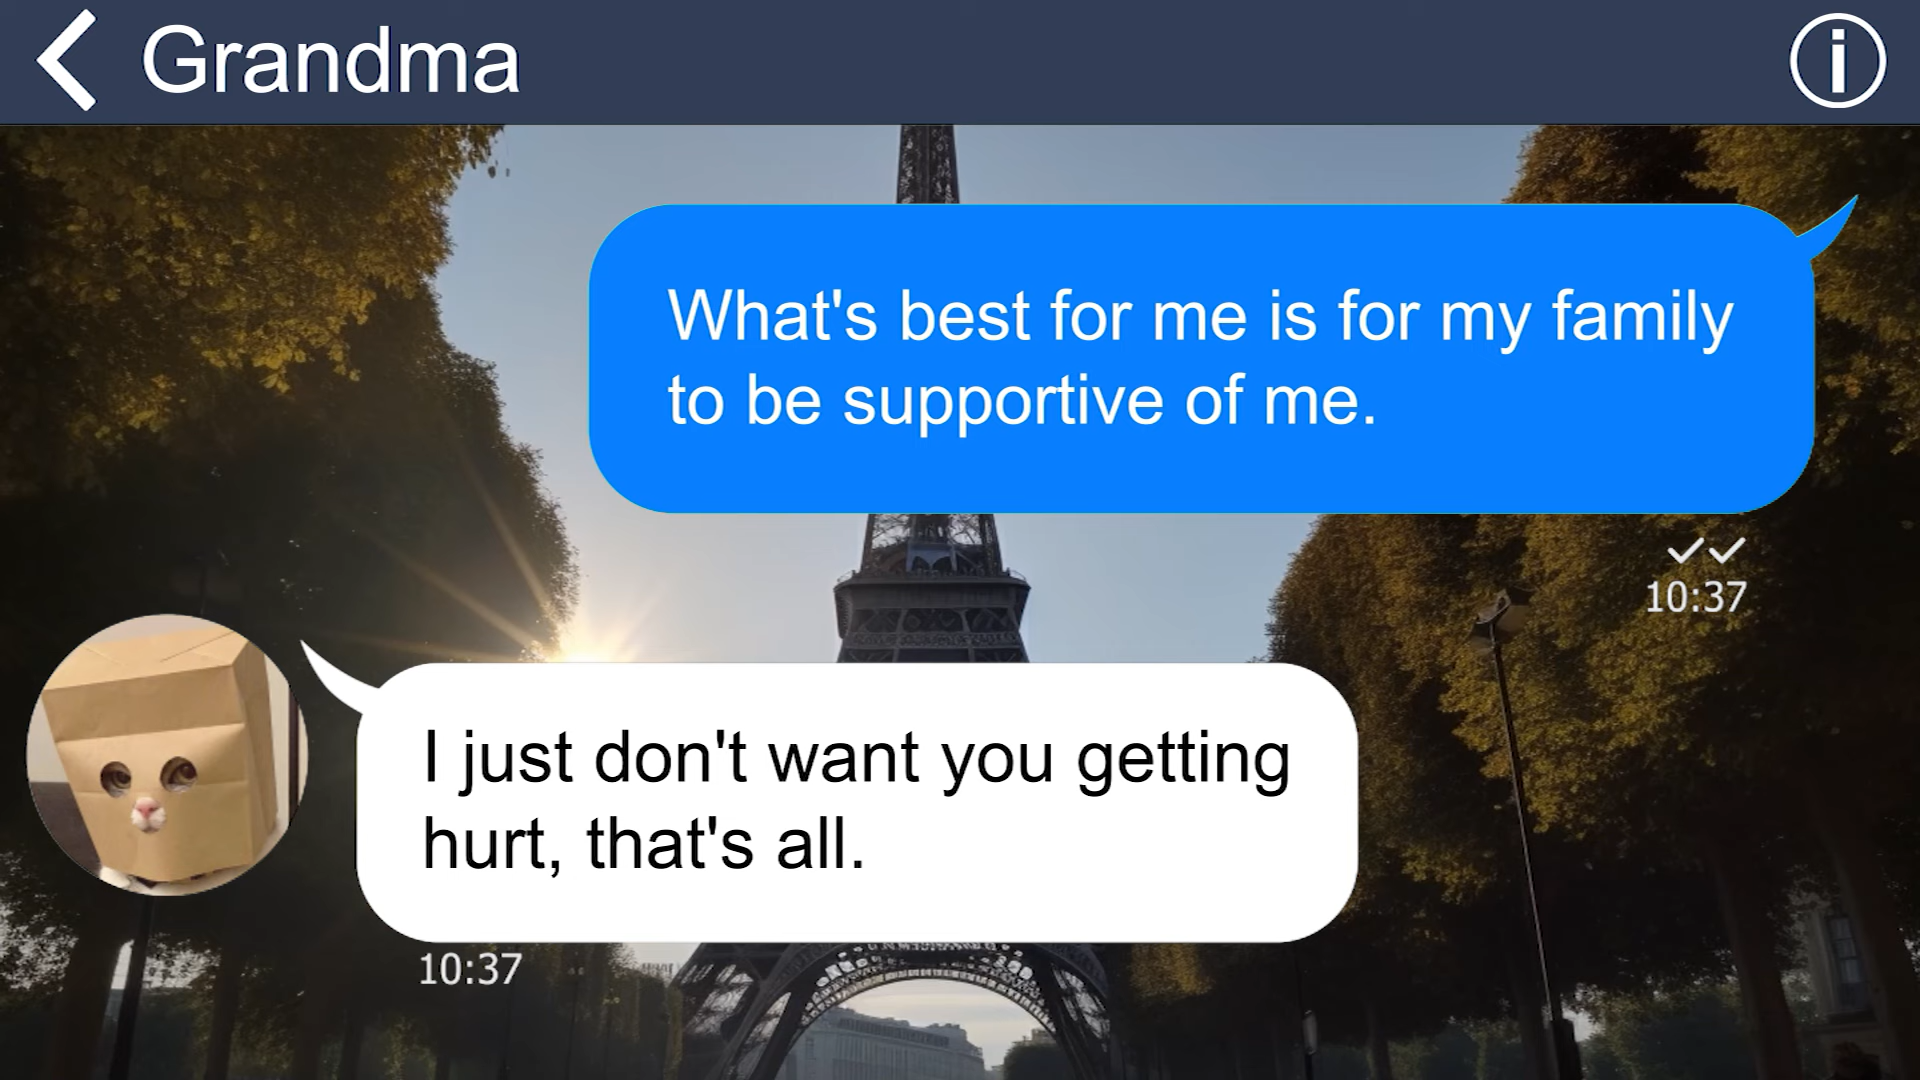 Grandma
What's best for me is for my family
to be supportive of me.
10:37
I just don't want you getting
hurt, that's all.
10:37